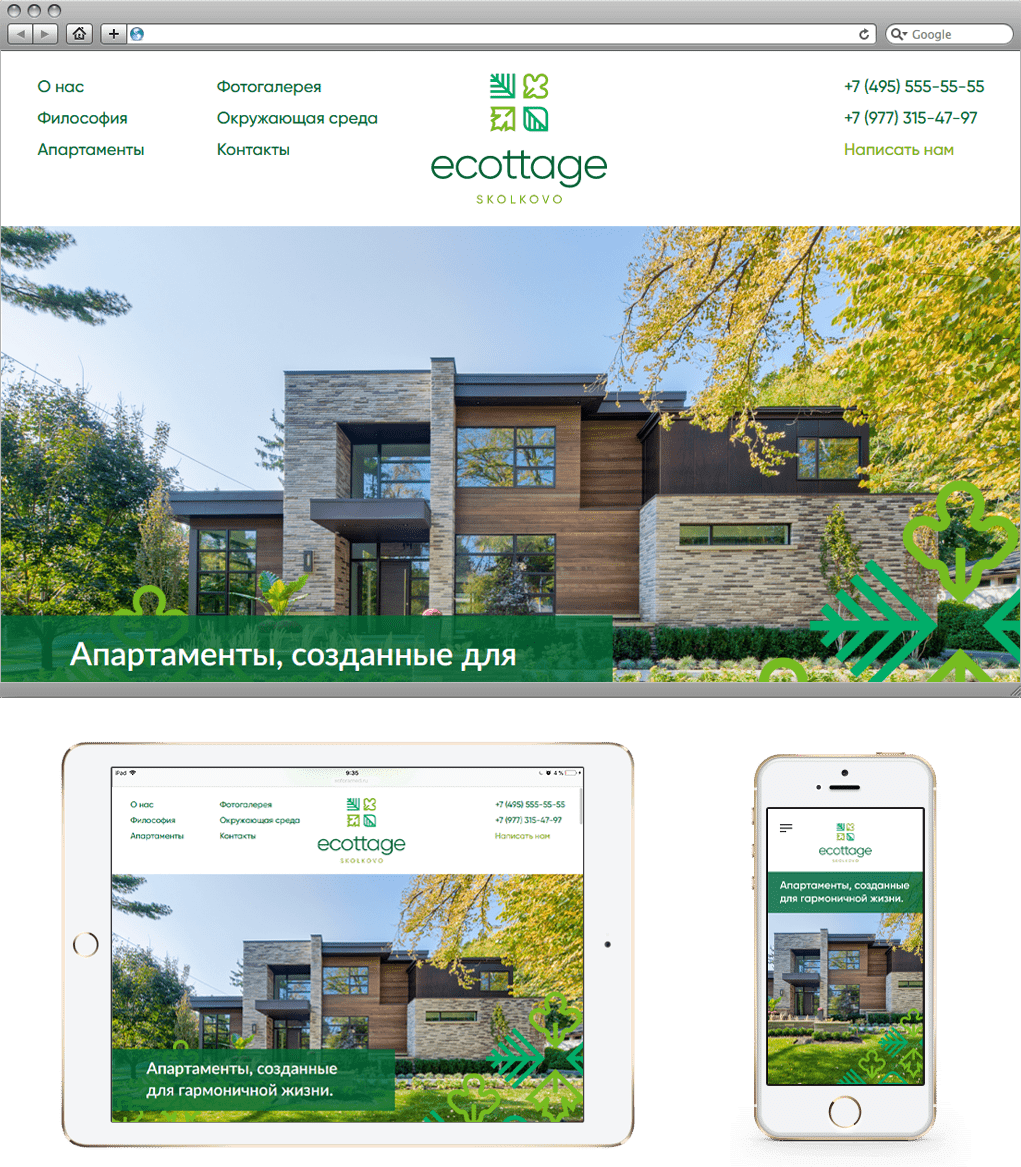 Google
О нас
Философия
Апартаменты
Фотогалерея
Окружающая среда
Контакты
ecottage
SKOLKOVO
+7 (495) 555-55-55
+7 (977) 315-47-97
Написать нам
Апартаменты, созданные для
iPad
9:35
4 %
О нас
Философия
Апартаменты
Фотогалерея
Окружающая среда
Контакты
ecottage
SKOLKOVO
+7 (495) 555-55-55
+7 (977) 315-47-97
Написать нам
Апартаменты, созданные
для гармоничной жизни.
ecottage
SKOLKOVO
Апартаменты, созданные
для гармоничной жизни.